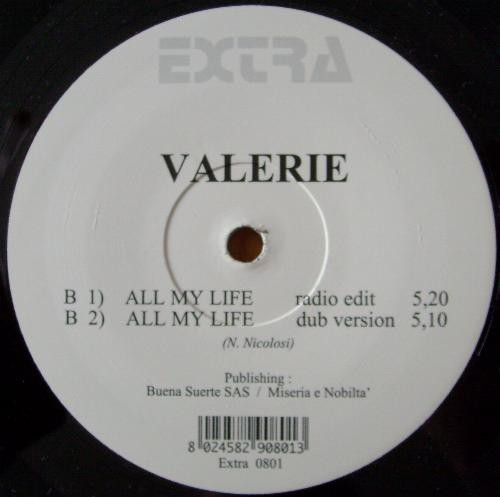 EXTRA
VALERIE
B 1) ALL MY LIFE radio edit 5,20
B 2) ALL MY LIFE dub version 5,10
(N. Nicolosi)
Publishing :
Buena Suerte SAS / Miseria e Nobilta'
8 024582 908013
Extra 0801